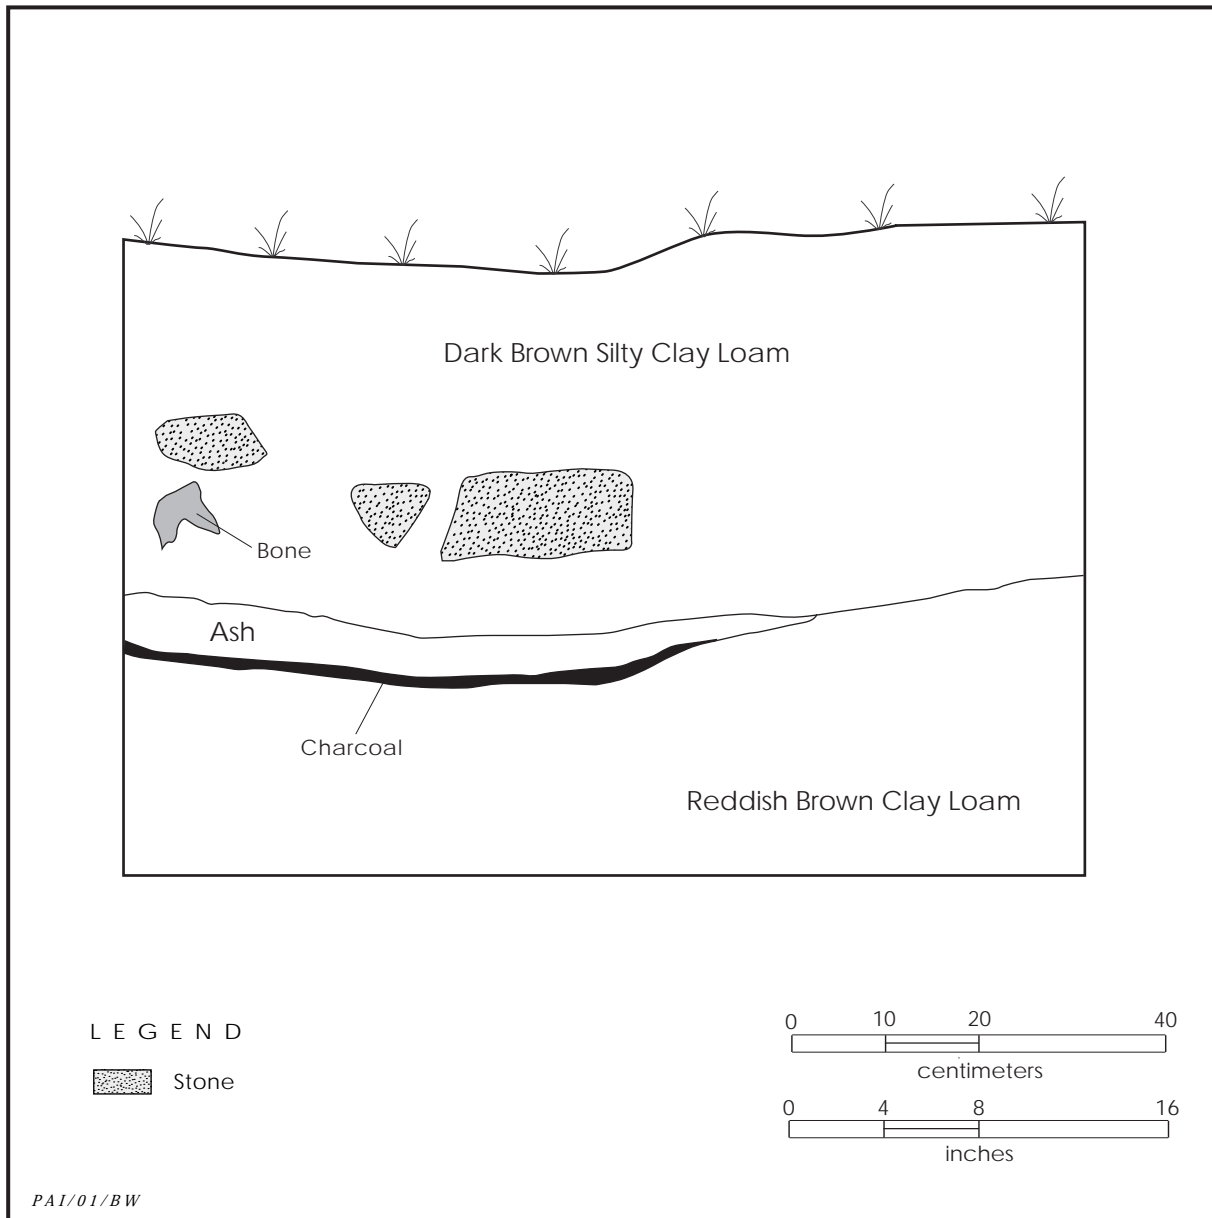 Dark Brown Silty Clay Loam
Bone
Ash
Charcoal
Reddish Brown Clay Loam
LEGEND
Stone
0 10 20 40
centimeters
0 4 8 16
inches
PAI/01/BW